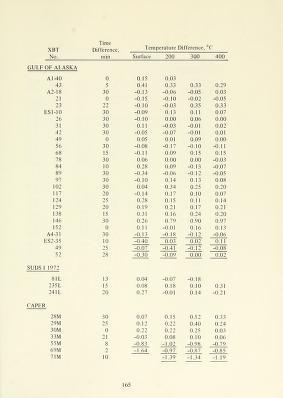 Time
XBT Difference, Temperature Difference, °C
No. min Surface 200 300 400
GULF OF ALASKA
A1-40 0 0.15 0.03
43 5 0.41 0.33 0.33 0.29
A2-18 30 -0.13 -0.06 -0.05 0.03
21 0 -0.15 -0.10 -0.02 -0.05
23 22 -0.10 -0.03 0.35 0.33
ES1-10 30 -0.09 0.13 0.11 0.07
26 30 -0.10 0.00 0.06 0.00
31 30 0.11 -0.03 -0.01 0.02
42 30 -0.05 -0.07 -0.01 0.01
49 0 0.05 0.01 0.09 0.00
56 30 -0.08 -0.17 -0.10 -0.11
68 15 -0.11 0.09 0.15 0.15
78 30 0.06 0.00 0.00 -0.03
84 10 0.28 0.09 -0.13 -0.07
89 30 -0.34 -0.06 -0.12 -0.05
97 30 -0.10 0.14 0.13 0.08
102 30 0.04 0.34 0.25 0.20
117 20 -0.14 0.17 0.10 0.07
124 25 0.28 0.15 0.11 0.14
129 20 0.19 0.21 0.17 0.21
138 15 0.31 0.16 0.24 0.20
146 30 0.26 0.79 0.90 0.97
152 0 0.11 -0.01 0.16 0.13
A4-31 30 -0.13 -0.18 -0.12 -0.06
ES2-35 10 -0.40 0.03 0.02 0.11
49 25 -0.07 -0.41 -0.12 -0.08
52 28 -0.30 -0.09 0.00 0.02
SUDS I 1972
81L 13 0.04 -0.07 -0.18
235L 15 0.08 0.18 0.10 0.31
241L 20 0.27 -0.01 0.14 -0.21
CAPER
28M 30 0.07 0.15 0.52 0.33
29M 25 0.12 0.22 0.40 0.24
30M 0 0.22 0.22 0.25 0.03
33M 21 -0.03 0.08 0.10 0.06
55M 8 -0.83 -1.02 -0.98 -0.79
69M 2 -1.64 -0.97 -0.87 -0.85
71M 10 -1.39 -1.34 -1.19
165